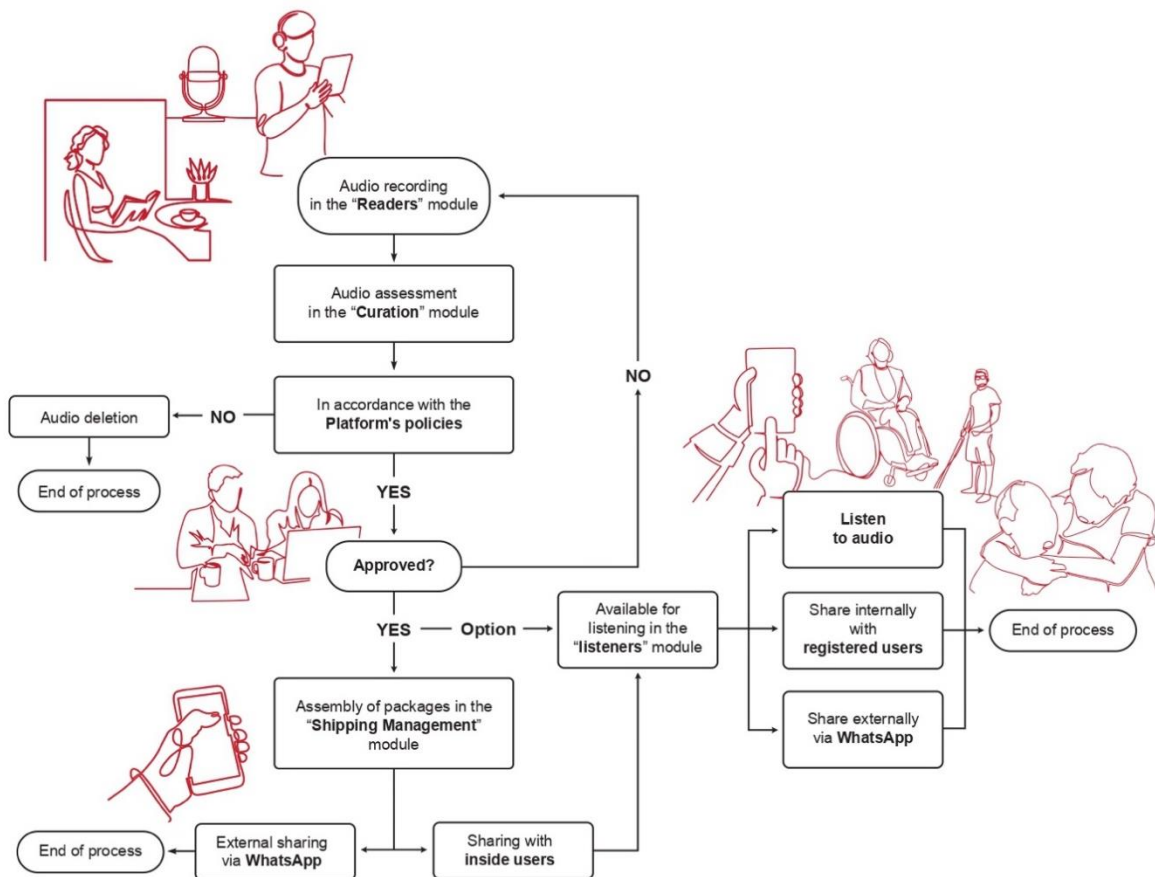 Audio recording
in the “Readers” module
Audio assessment
in the “Curation” module
In accordance with the
Platform's policies
NO
Audio deletion
End of process
YES
Approved?
NO
YES
Option
Available for
listening in the
“listeners” module
Listen
to audio
Share internally
with
registered users
Share externally
via WhatsApp
End of process
Assembly of packages in the
“Shipping Management”
module
External sharing
via WhatsApp
End of process
Sharing with
inside users